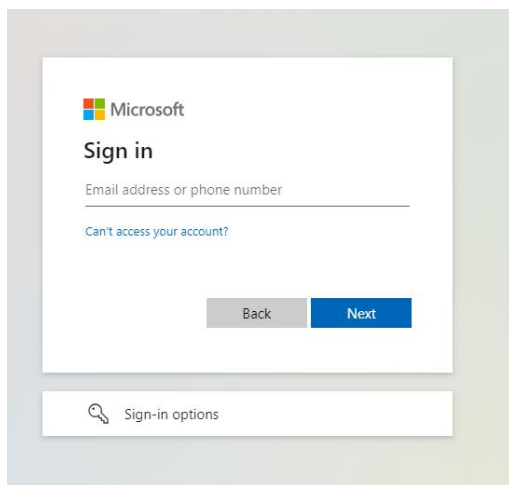 Microsoft
Sign in
Email address or phone number
Can't access your account?
Back Next
Sign-in options